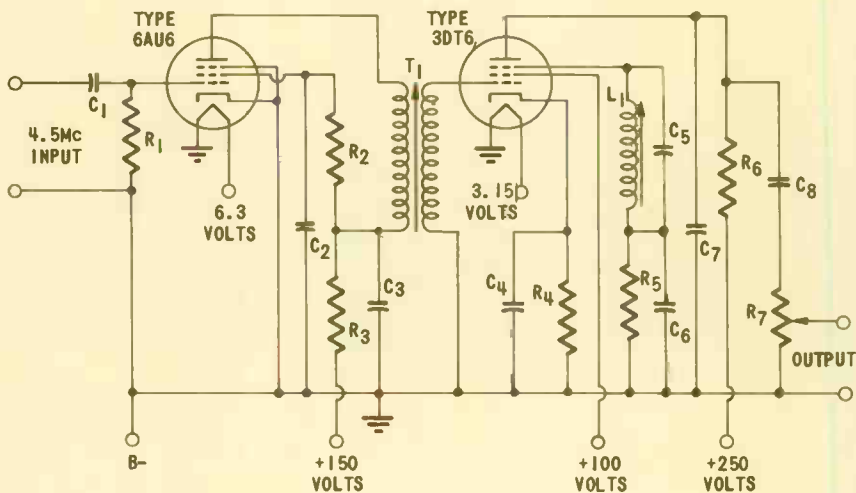 TYPE
6AU6
TYPE
3DT6
T1
C1
R1
4.5Mc
INPUT
6.3
VOLTS
R2
C2
R3
C3
3.15
VOLTS
L1
C5
R6
C8
C4
R4
R5
C6
C7
R7
OUTPUT
B-
+150
VOLTS
+100
VOLTS
+250
VOLTS